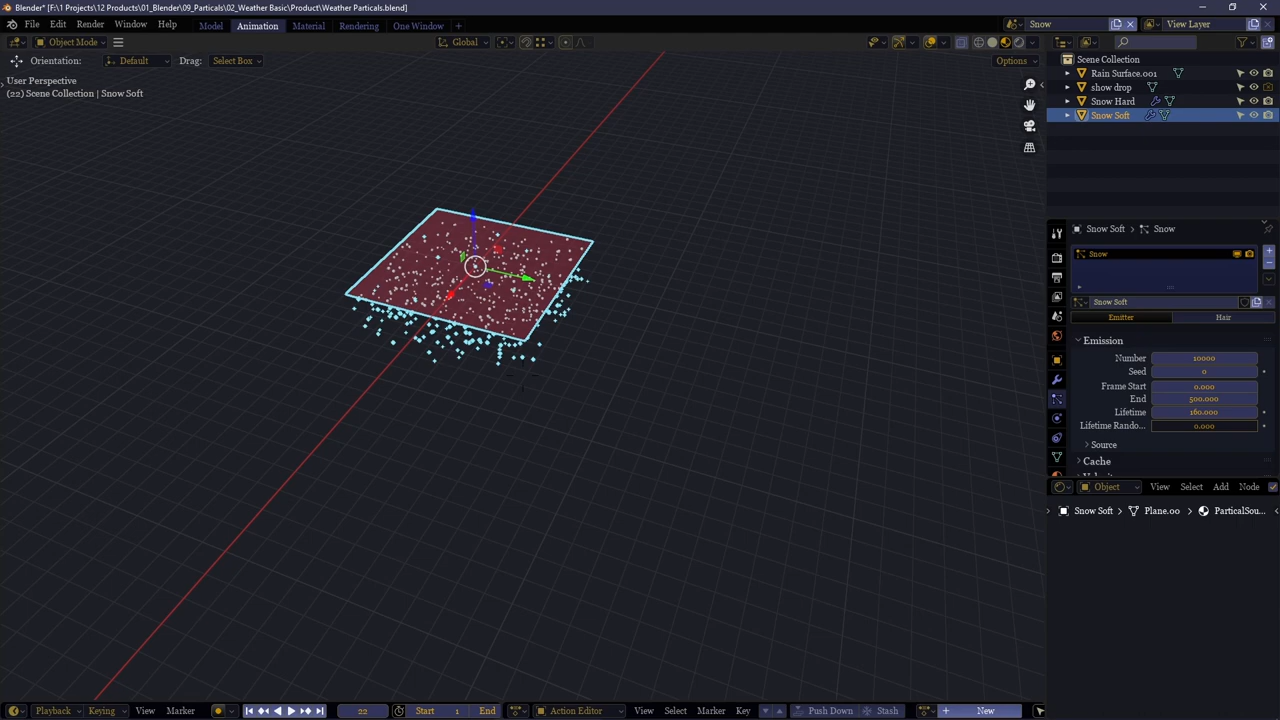 Blender* [F:\1 Projects\12 Products\01_Blender\09_Particals\02_Weather Basic\Product\Weather Particals.blend]
File Edit Render Window Help Model Animation Material Rendering Compositing One Window Snow View Layer
Object Mode Global
Orientation: Default Drag: Select Box Options
User Perspective
(22) Scene Collection | Snow Soft
Scene Collection
Rain Surface.001
show drop
Snow Hard
Snow Soft
Snow Soft > Snow
Snow
Snow Soft
Emitter Hair
Emission
Number 10000
Seed 0
Frame Start 0.000
End 500.000
Lifetime 160.000
Lifetime Rando... 0.000
Source
Cache
Object View Select Add Node
Snow Soft > Plane.00 > ParticalSou...
Playback Keying View Marker 22 Start 1 End Action Editor View Select Marker Key Push Down Stash New